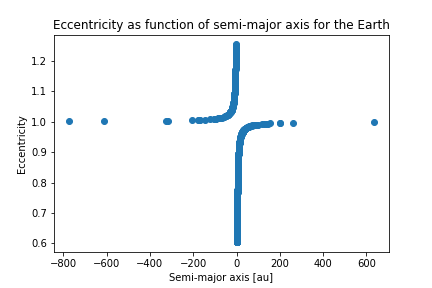 Eccentricity as function of semi-major axis for the Earth
1.2
1.1
1.0
0.9
0.8
0.7
0.6
Eccentricity
−800 −600 −400 −200 0 200 400 600
Semi-major axis [au]